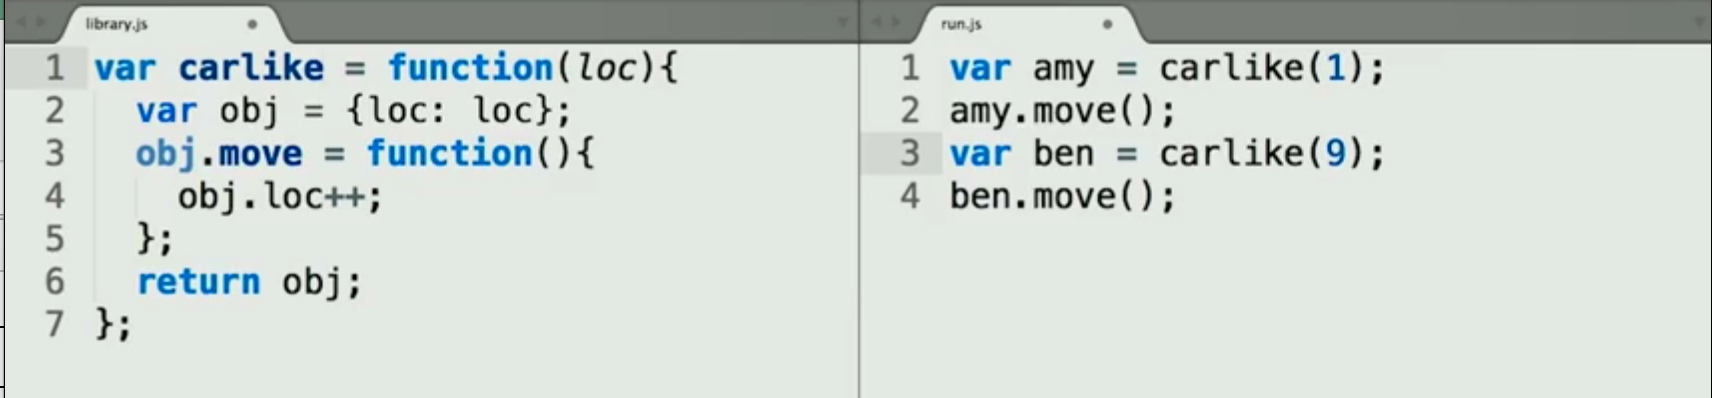 library.js
1 var carlike = function(loc){
2   var obj = {loc: loc};
3   obj.move = function(){
4     obj.loc++;
5   };
6   return obj;
7 };
run.js
1 var amy = carlike(1);
2 amy.move();
3 var ben = carlike(9);
4 ben.move();